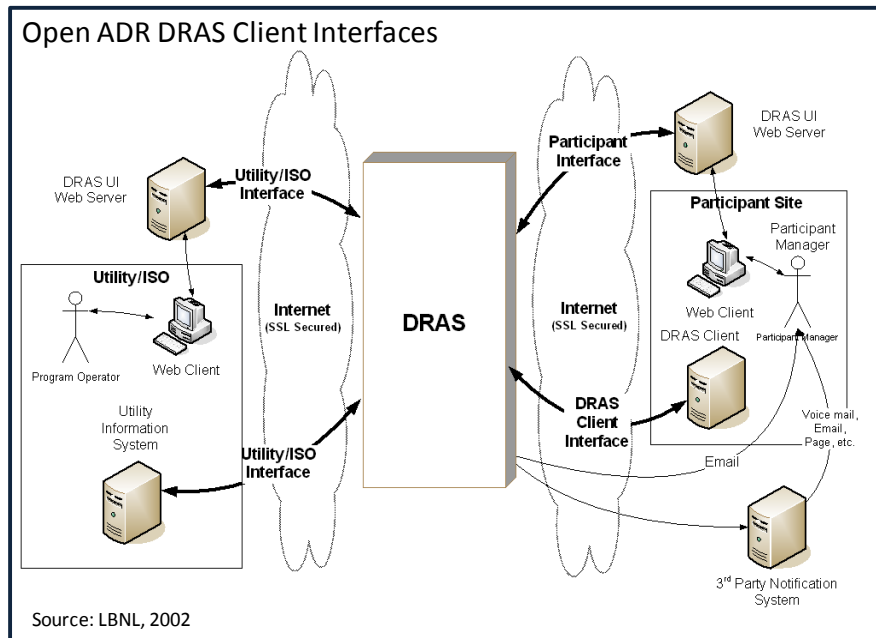 Open ADR DRAS Client Interfaces
DRAS UI
Web Server
Utility/ISO
Interface
Utility/ISO
Program Operator
Web Client
Utility
Information
System
Utility/ISO
Interface
Internet
(SSL Secured)
DRAS
Participant
Interface
Internet
(SSL Secured)
DRAS
Client
Interface
DRAS UI
Web Server
Participant Site
Participant
Manager
Web Client
Participant Manager
DRAS Client
Voice mail,
Email,
Page, etc.
Email
3rd Party Notification
System
Source: LBNL, 2002